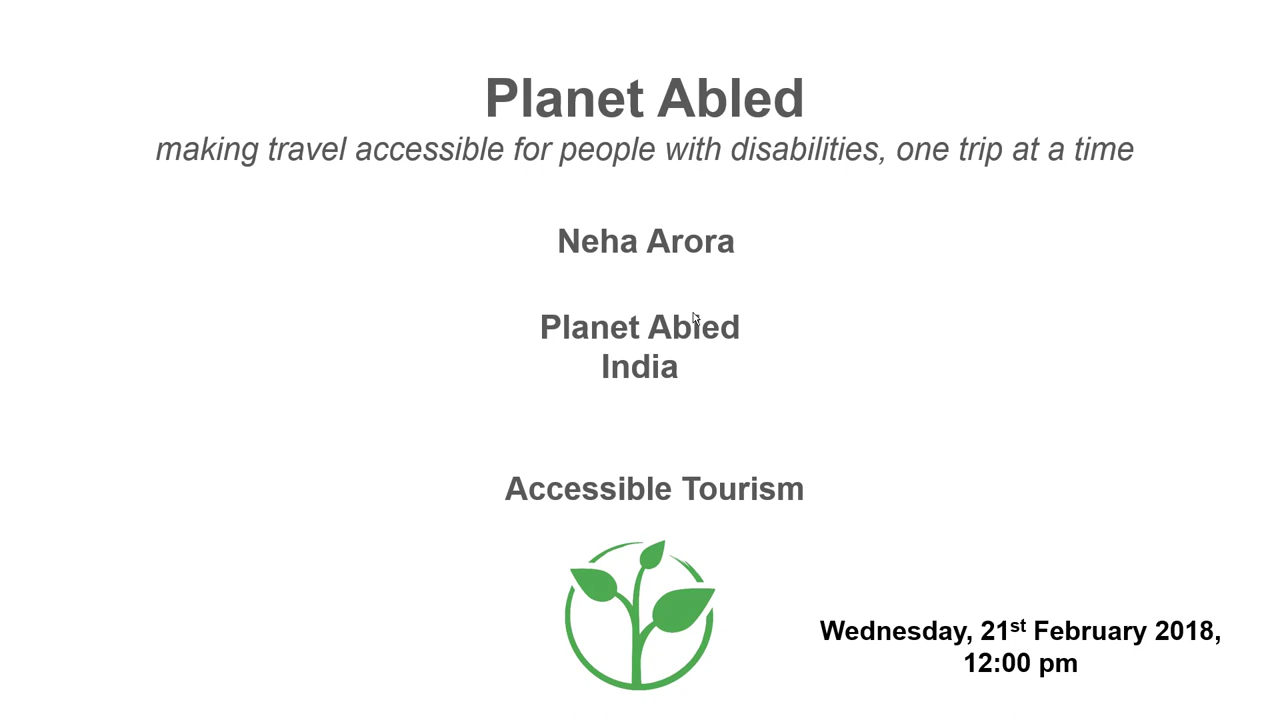 Planet Abled
making travel accessible for people with disabilities, one trip at a time
Neha Arora
Planet Abled
India
Accessible Tourism
Wednesday, 21st February 2018,
12:00 pm